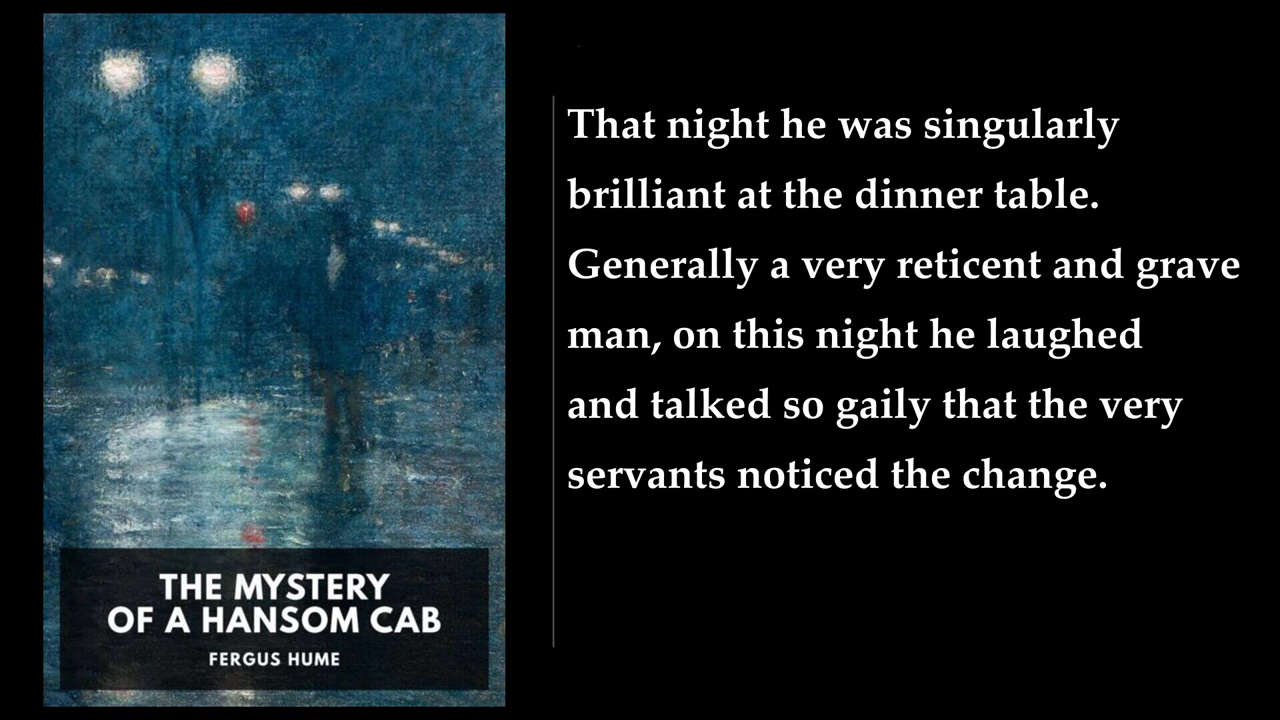 That night he was singularly
brilliant at the dinner table.
Generally a very reticent and grave
man, on this night he laughed
and talked so gaily that the very
servants noticed the change.
THE MYSTERY
OF A HANSOM CAB
FERGUS HUME